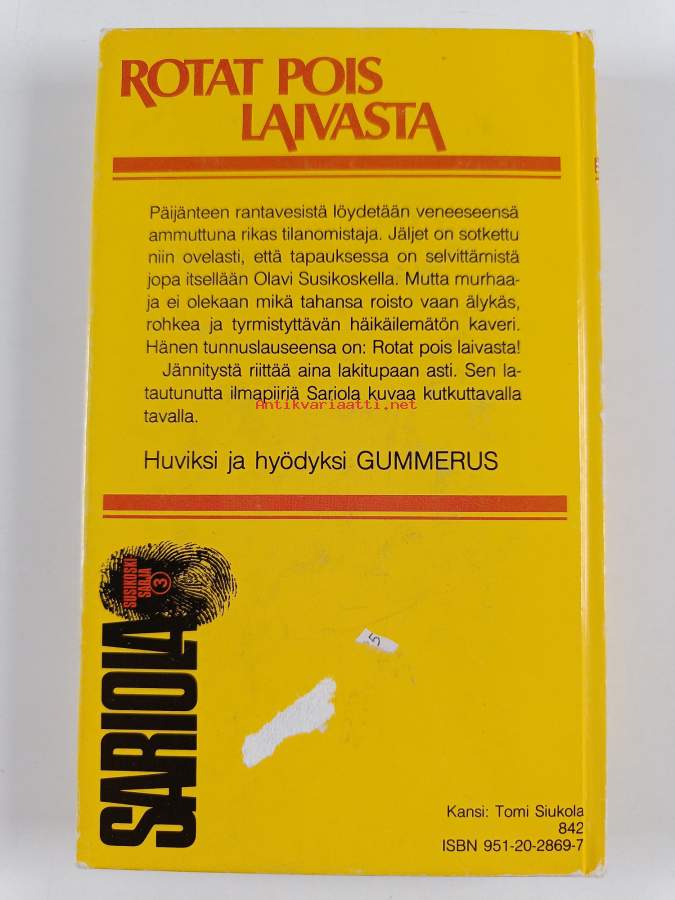 ROTAT POIS
LAIVASTA
Päijänteen rantavesistä löydetään veneeseensä
ammuttuna rikas tilanomistaja. Jäljet on sotkettu
niin ovelasti, että tapauksessa on selvittämistä
jopa itsellään Olavi Susikoskella. Mutta murhaa-
ja ei olekaan mikä tahansa roisto vaan älykäs,
rohkea ja tyrmistyttävän häikäilemätön kaveri.
Hänen tunnuslauseensa on: Rotat pois laivasta!
Jännitystä riittää aina lakitupaan asti. Sen la-
tautunutta ilmapiiriä Sariola kuvaa kutkuttavalla
tavalla.
Antikvariaatti.net
Huviksi ja hyödyksi GUMMERUS
SUSIKOSKI
SARJA
3
SARIOLA
5
Kansi: Tomi Siukola
842
ISBN 951-20-2869-7